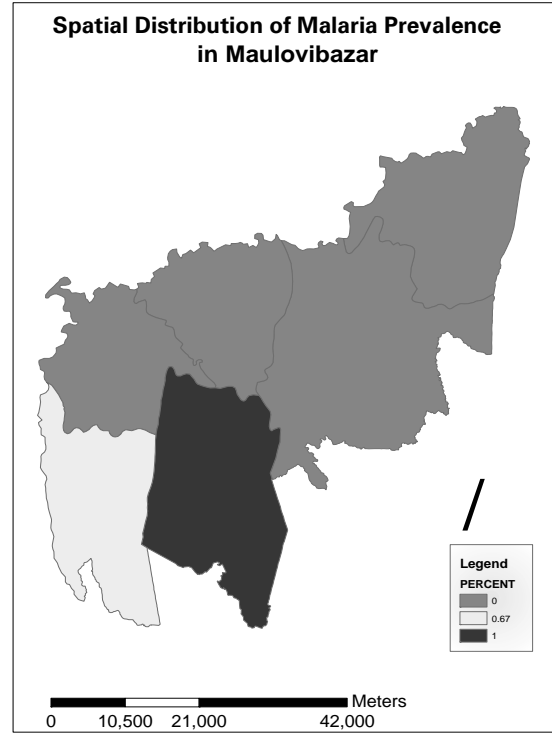 Spatial Distribution of Malaria Prevalence
in Maulovibazar
Legend
PERCENT
0
0.67
1
Meters
0 10,500 21,000 42,000